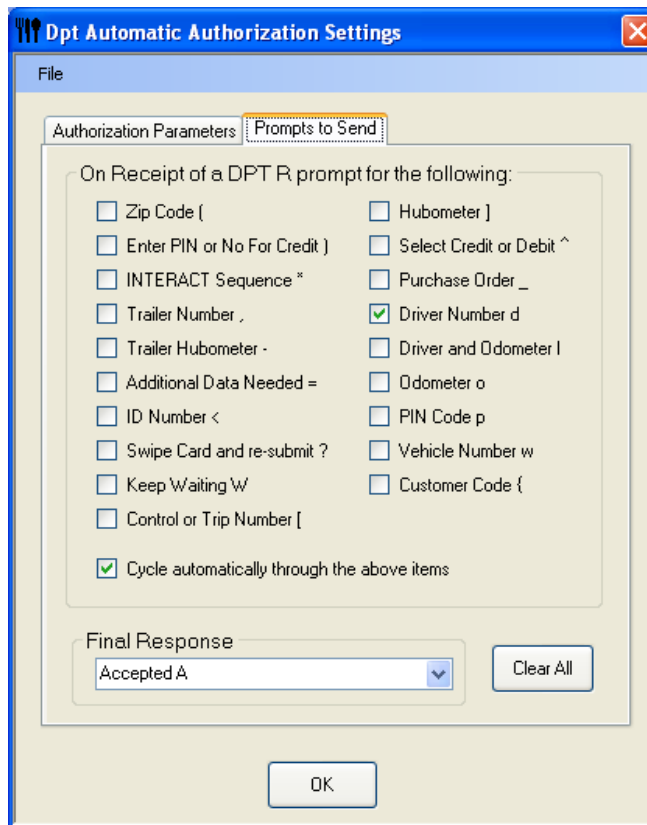 Dpt Automatic Authorization Settings
File
Authorization Parameters
Prompts to Send
On Receipt of a DPT R prompt for the following:
Zip Code (
Enter PIN or No For Credit )
INTERACT Sequence *
Trailer Number ,
Trailer Hubometer -
Additional Data Needed =
ID Number <
Swipe Card and re-submit ?
Keep Waiting W
Control or Trip Number [
Hubometer ]
Select Credit or Debit ^
Purchase Order _
Driver Number d
Driver and Odometer l
Odometer o
PIN Code p
Vehicle Number w
Customer Code {
Cycle automatically through the above items
Final Response
Accepted A
Clear All
OK